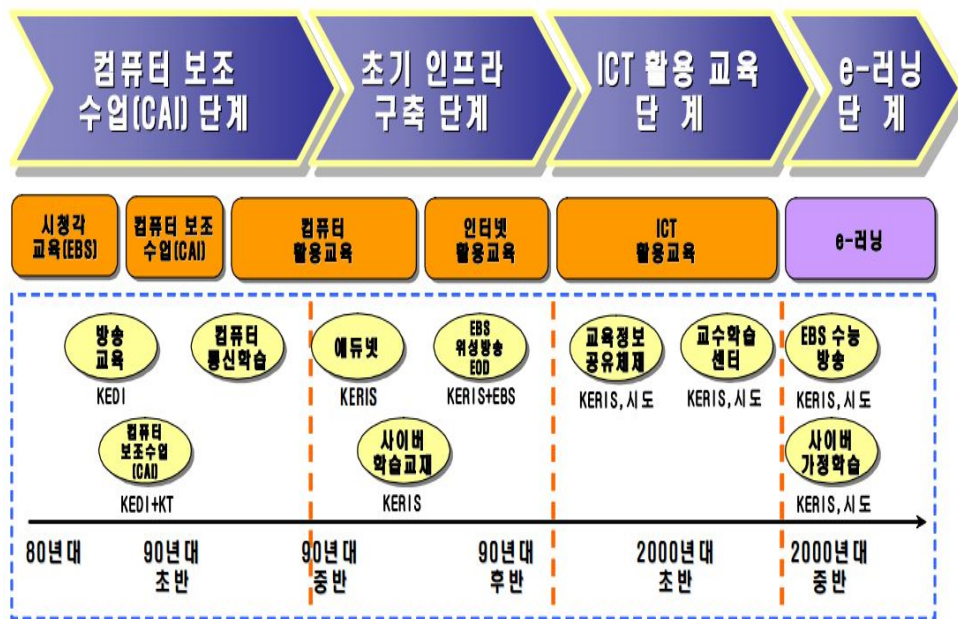 컴퓨터 보조
수업(CAI) 단계
초기 인프라
구축 단계
ICT 활용 교육
단 계
e-러닝
단 계
시청각
교육(EBS)
컴퓨터 보조
수업(CAI)
컴퓨터
활용교육
인터넷
활용교육
ICT
활용교육
e-러닝
방송
교육
KEDI
컴퓨터
통신학습
에듀넷
KERIS
EBS
위성방송
EOD
KERIS+EBS
교육정보
공유체제
KERIS,시도
교수학습
센터
KERIS,시도
EBS 수능
방송
KERIS,시도
컴퓨터
보조수업
(CAI)
KEDI+KT
사이버
학습교재
KERIS
사이버
가정학습
KERIS,시도
80년대
90년대
초반
90년대
중반
90년대
후반
2000년대
초반
2000년대
중반